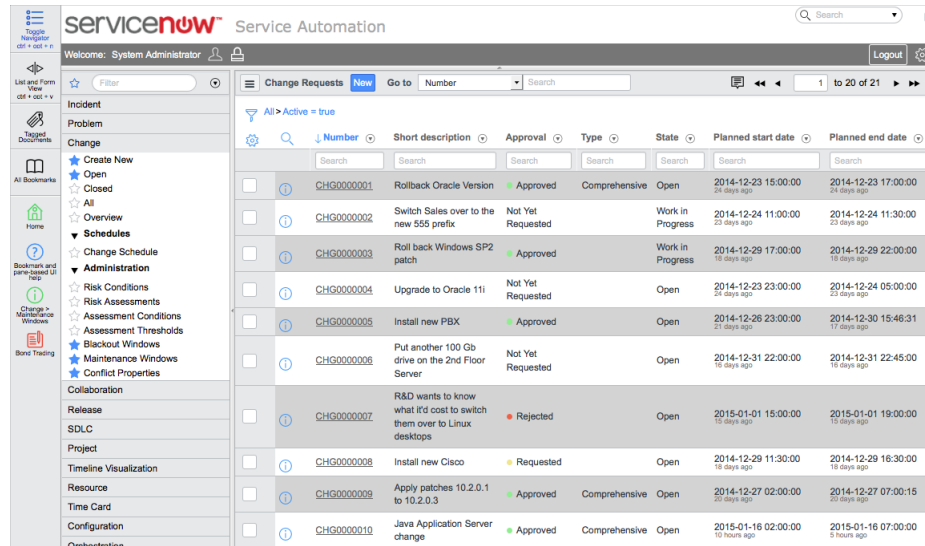 Toggle
Navigator
ctrl + opt + n
List and Form
View
ctrl + opt + v
Tagged
Documents
All Bookmarks
Home
Bookmark and
pane-based UI
help
Change >
Maintenance
Windows
Bond Trading
servicenow™ Service Automation
Search
Welcome: System Administrator
Logout
Filter
Incident
Problem
Change
Create New
Open
Closed
All
Overview
Schedules
Change Schedule
Administration
Risk Conditions
Risk Assessments
Assessment Conditions
Assessment Thresholds
Blackout Windows
Maintenance Windows
Conflict Properties
Collaboration
Release
SDLC
Project
Timeline Visualization
Resource
Time Card
Configuration
Orchestration
Change Requests New Go to Number Search 1 to 20 of 21
All > Active = true
Number Short description Approval Type State Planned start date Planned end date
Search Search Search Search Search Search Search
CHG0000001 Rollback Oracle Version Approved Comprehensive Open 2014-12-23 15:00:00 2014-12-23 17:00:00
24 days ago 24 days ago
CHG0000002 Switch Sales over to the Not Yet Work in 2014-12-24 11:00:00 2014-12-24 11:30:00
new 555 prefix Requested Progress 23 days ago 23 days ago
CHG0000003 Roll back Windows SP2 Approved Work in 2014-12-29 17:00:00 2014-12-29 22:00:00
patch Progress 18 days ago 18 days ago
CHG0000004 Upgrade to Oracle 11i Not Yet Open 2014-12-23 23:00:00 2014-12-24 05:00:00
Requested 24 days ago 23 days ago
CHG0000005 Install new PBX Approved Open 2014-12-26 23:00:00 2014-12-30 15:46:31
21 days ago 17 days ago
CHG0000006 Put another 100 Gb Not Yet Open 2014-12-31 22:00:00 2014-12-31 22:45:00
drive on the 2nd Floor Requested 16 days ago 16 days ago
Server
CHG0000007 R&D wants to know Rejected Open 2015-01-01 15:00:00 2015-01-01 19:00:00
what it'd cost to switch 15 days ago 15 days ago
them over to Linux
desktops
CHG0000008 Install new Cisco Requested Open 2014-12-29 11:30:00 2014-12-29 16:30:00
18 days ago 18 days ago
CHG0000009 Apply patches 10.2.0.1 Approved Comprehensive Open 2014-12-27 02:00:00 2014-12-27 07:00:15
to 10.2.0.3 20 days ago 20 days ago
CHG0000010 Java Application Server Approved Comprehensive Open 2015-01-16 02:00:00 2015-01-16 07:00:00
change 10 hours ago 5 hours ago